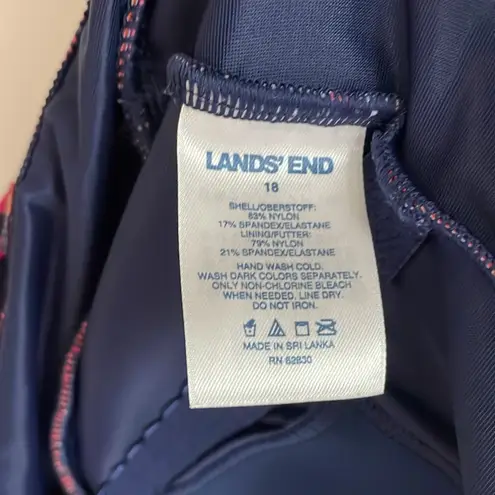 LANDS' END
18
SHELL/OBERSTOFF:
83% NYLON
17% SPANDEX/ELASTANE
LINING/FUTTER:
79% NYLON
21% SPANDEX/ELASTANE
HAND WASH COLD.
WASH DARK COLORS SEPARATELY.
ONLY NON-CHLORINE BLEACH
WHEN NEEDED. LINE DRY.
DO NOT IRON.
MADE IN SRI LANKA
RN 62830